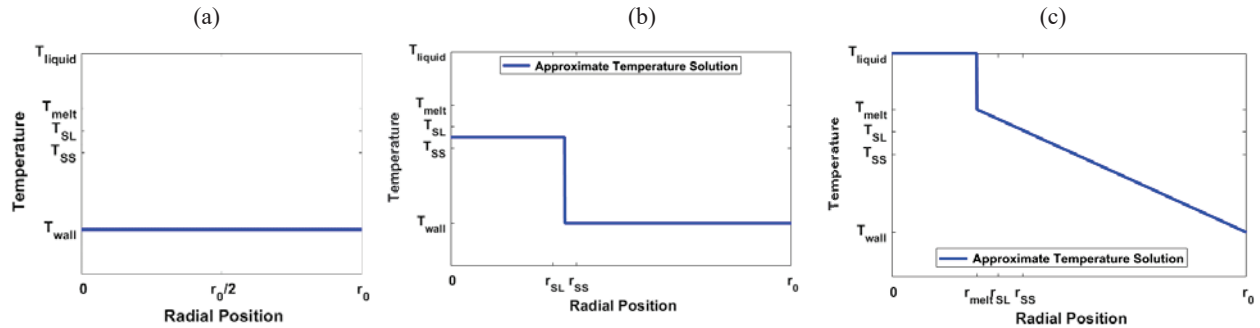 (a)
T_liquid
T_melt
T_SL
T_SS
T_wall
Temperature
0
r_0/2
r_0
Radial Position
(b)
T_liquid
T_melt
T_SL
T_SS
T_wall
Temperature
Approximate Temperature Solution
0
r_SL
r_SS
r_0
Radial Position
(c)
T_liquid
T_melt
T_SL
T_SS
T_wall
Temperature
Approximate Temperature Solution
0
r_melt
r_SL
r_SS
r_0
Radial Position